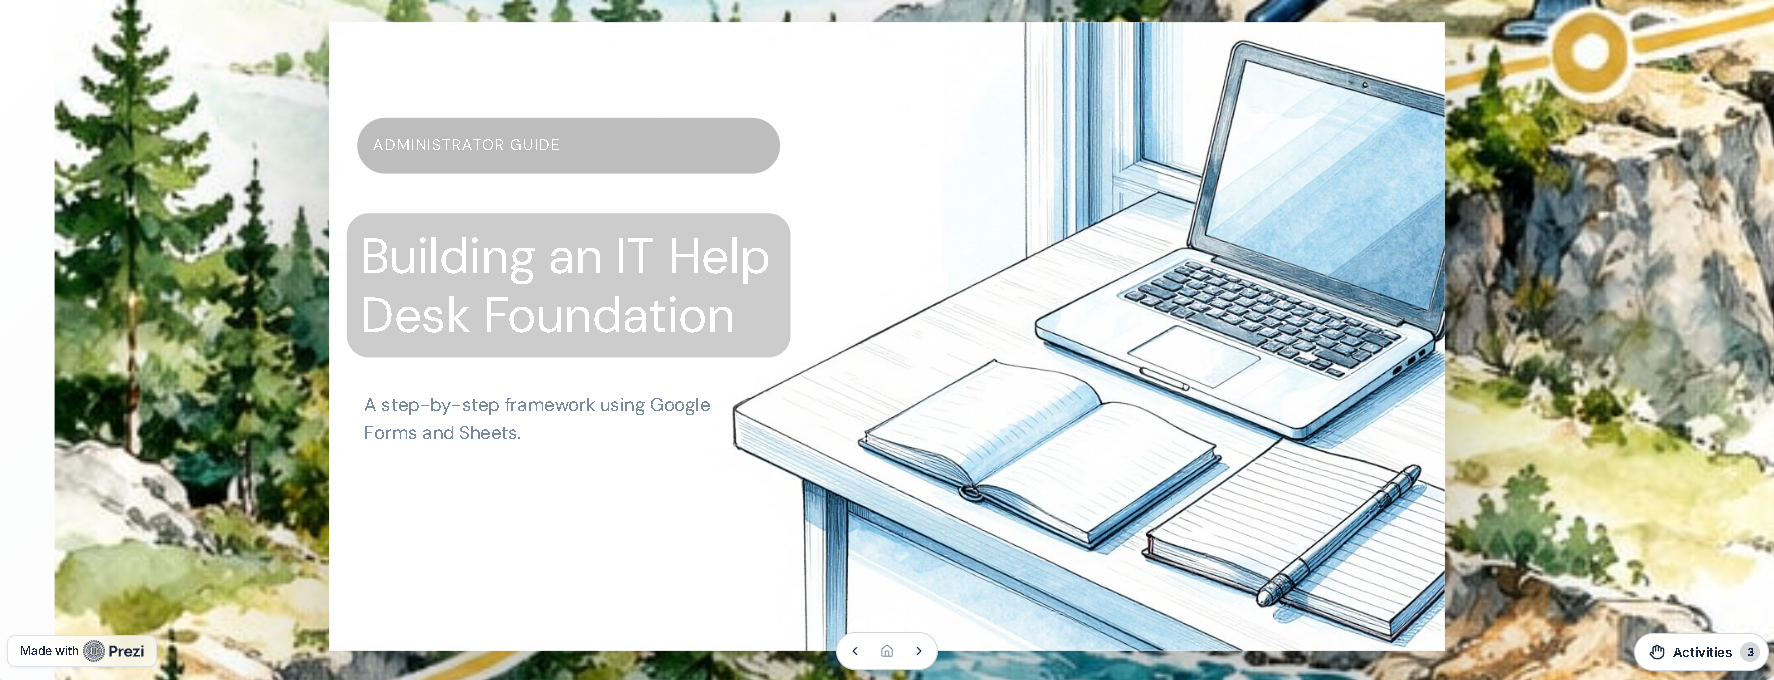 ADMINISTRATOR GUIDE
Building an IT Help
Desk Foundation
A step-by-step framework using Google
Forms and Sheets.
Made with Prezi
Activities 3